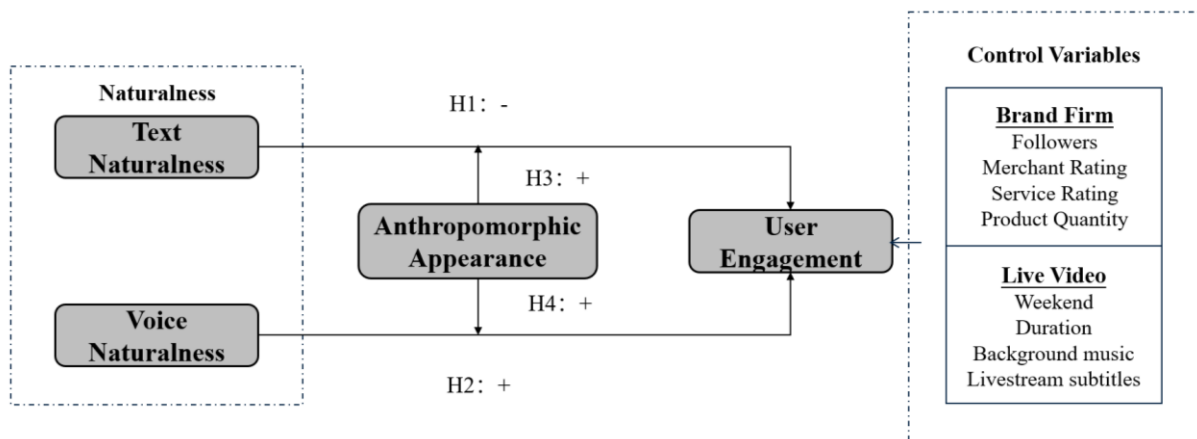 Naturalness
Text
Naturalness
Voice
Naturalness
H1: -
H3: +
Anthropomorphic
Appearance
H4: +
H2: +
User
Engagement
Control Variables
Brand Firm
Followers
Merchant Rating
Service Rating
Product Quantity
Live Video
Weekend
Duration
Background music
Livestream subtitles